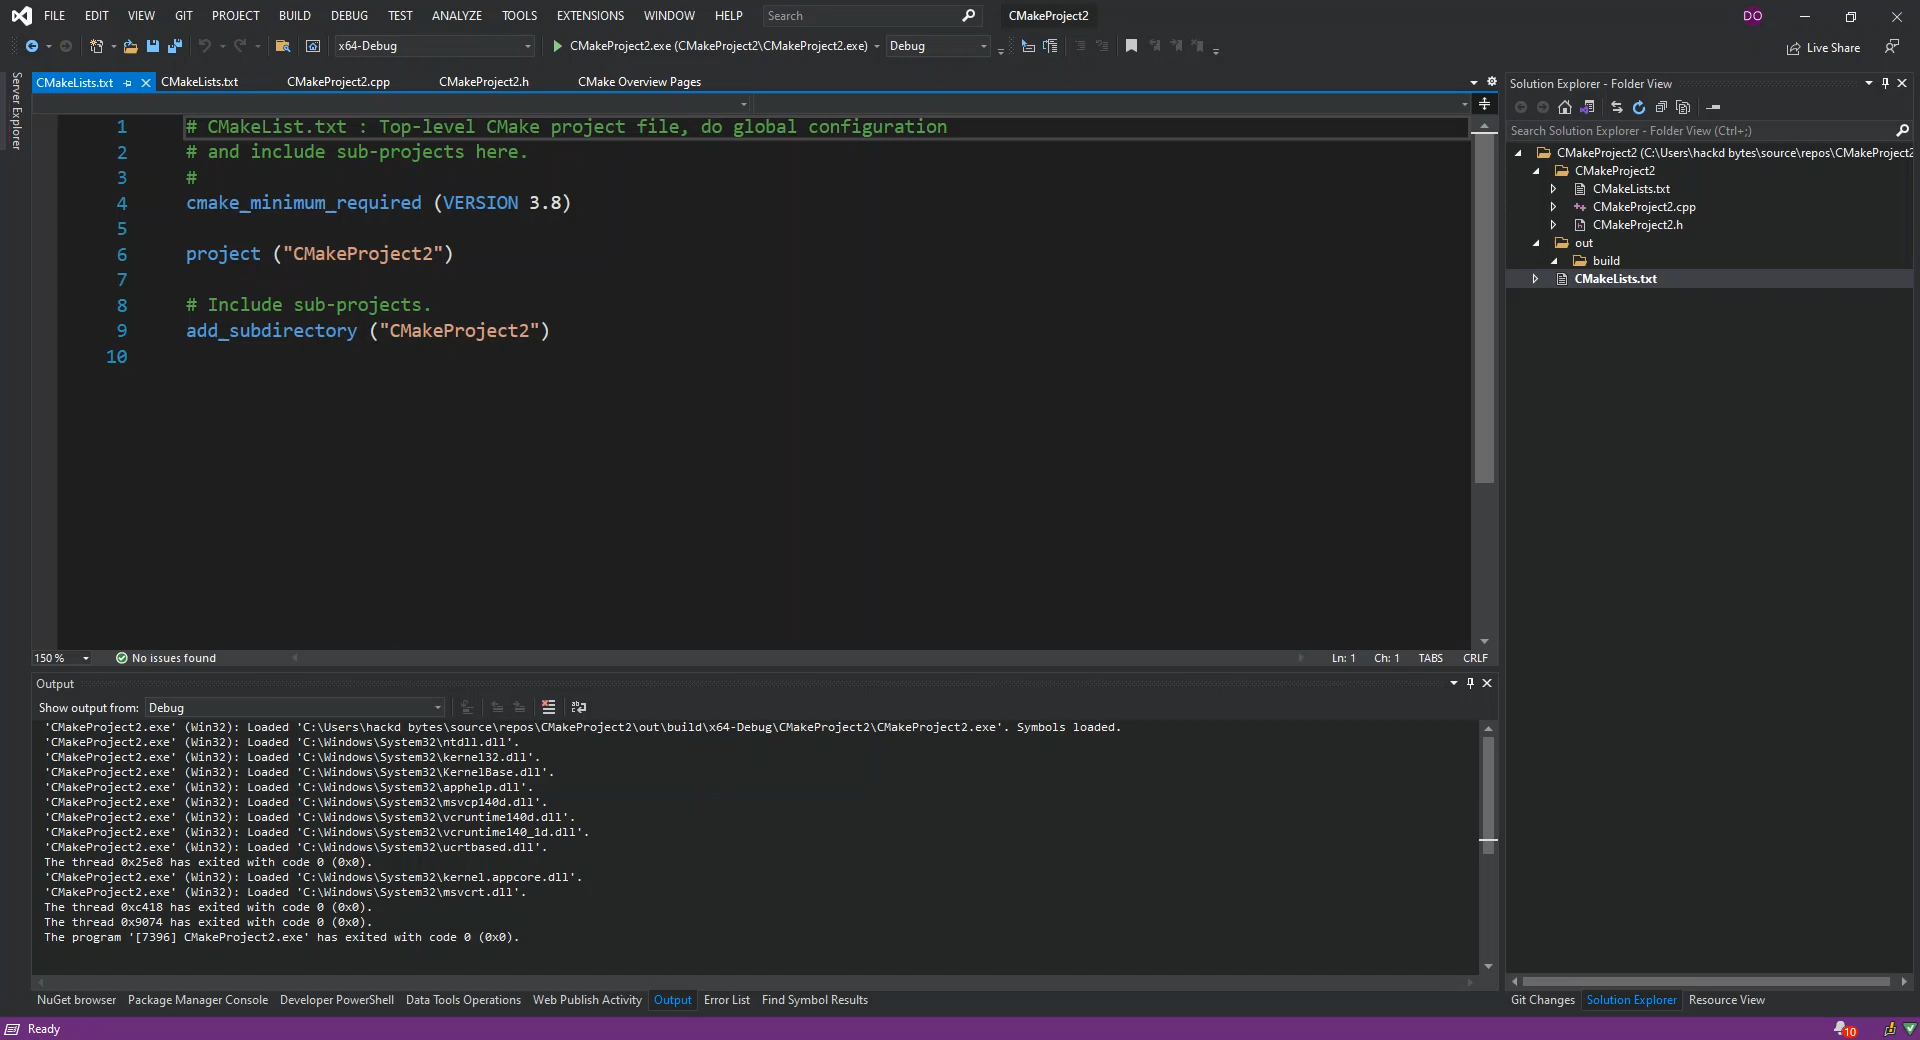 FILE EDIT VIEW GIT PROJECT BUILD DEBUG TEST ANALYZE TOOLS EXTENSIONS WINDOW HELP Search CMakeProject2 DO
x64-Debug CMakeProject2.exe (CMakeProject2\CMakeProject2.exe) Debug Live Share
Server Explorer
CMakeLists.txt CMakeLists.txt CMakeProject2.cpp CMakeProject2.h CMake Overview Pages
1 # CMakeList.txt : Top-level CMake project file, do global configuration
2 # and include sub-projects here.
3 #
4 cmake_minimum_required (VERSION 3.8)
5
6 project ("CMakeProject2")
7
8 # Include sub-projects.
9 add_subdirectory ("CMakeProject2")
10
150 % No issues found Ln: 1 Ch: 1 TABS CRLF
Output
Show output from: Debug
'CMakeProject2.exe' (Win32): Loaded 'C:\Users\hackd bytes\source\repos\CMakeProject2\out\build\x64-Debug\CMakeProject2\CMakeProject2.exe'. Symbols loaded.
'CMakeProject2.exe' (Win32): Loaded 'C:\Windows\System32\ntdll.dll'.
'CMakeProject2.exe' (Win32): Loaded 'C:\Windows\System32\kernel32.dll'.
'CMakeProject2.exe' (Win32): Loaded 'C:\Windows\System32\KernelBase.dll'.
'CMakeProject2.exe' (Win32): Loaded 'C:\Windows\System32\apphelp.dll'.
'CMakeProject2.exe' (Win32): Loaded 'C:\Windows\System32\msvcp140d.dll'.
'CMakeProject2.exe' (Win32): Loaded 'C:\Windows\System32\vcruntime140d.dll'.
'CMakeProject2.exe' (Win32): Loaded 'C:\Windows\System32\vcruntime140_1d.dll'.
'CMakeProject2.exe' (Win32): Loaded 'C:\Windows\System32\ucrtbased.dll'.
The thread 0x25e8 has exited with code 0 (0x0).
'CMakeProject2.exe' (Win32): Loaded 'C:\Windows\System32\kernel.appcore.dll'.
'CMakeProject2.exe' (Win32): Loaded 'C:\Windows\System32\msvcrt.dll'.
The thread 0xc418 has exited with code 0 (0x0).
The thread 0x9074 has exited with code 0 (0x0).
The program '[7396] CMakeProject2.exe' has exited with code 0 (0x0).
NuGet browser Package Manager Console Developer PowerShell Data Tools Operations Web Publish Activity Output Error List Find Symbol Results
Solution Explorer - Folder View
Search Solution Explorer - Folder View (Ctrl+;)
CMakeProject2 (C:\Users\hackd bytes\source\repos\CMakeProject2
CMakeProject2
CMakeLists.txt
CMakeProject2.cpp
CMakeProject2.h
out
build
CMakeLists.txt
Git Changes Solution Explorer Resource View
Ready 10